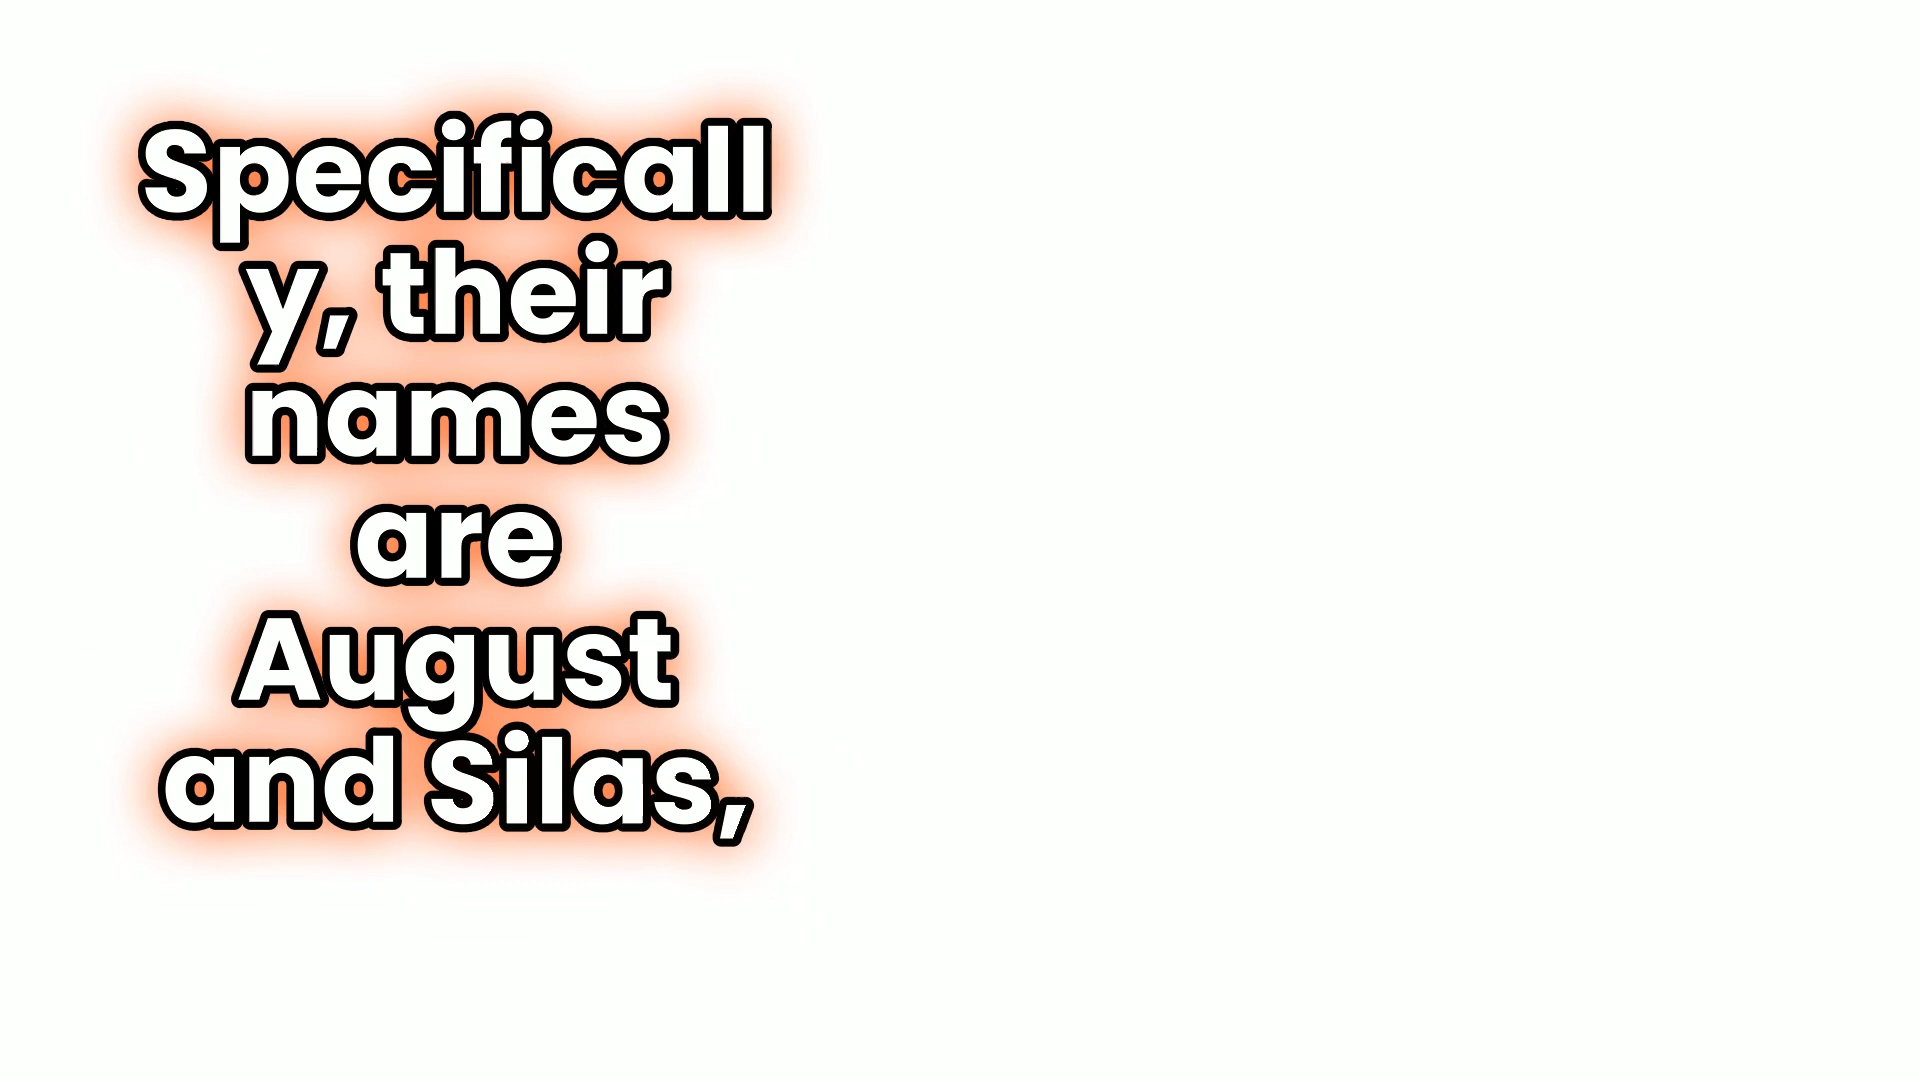 Specificall
y, their
names
are
August
and Silas,